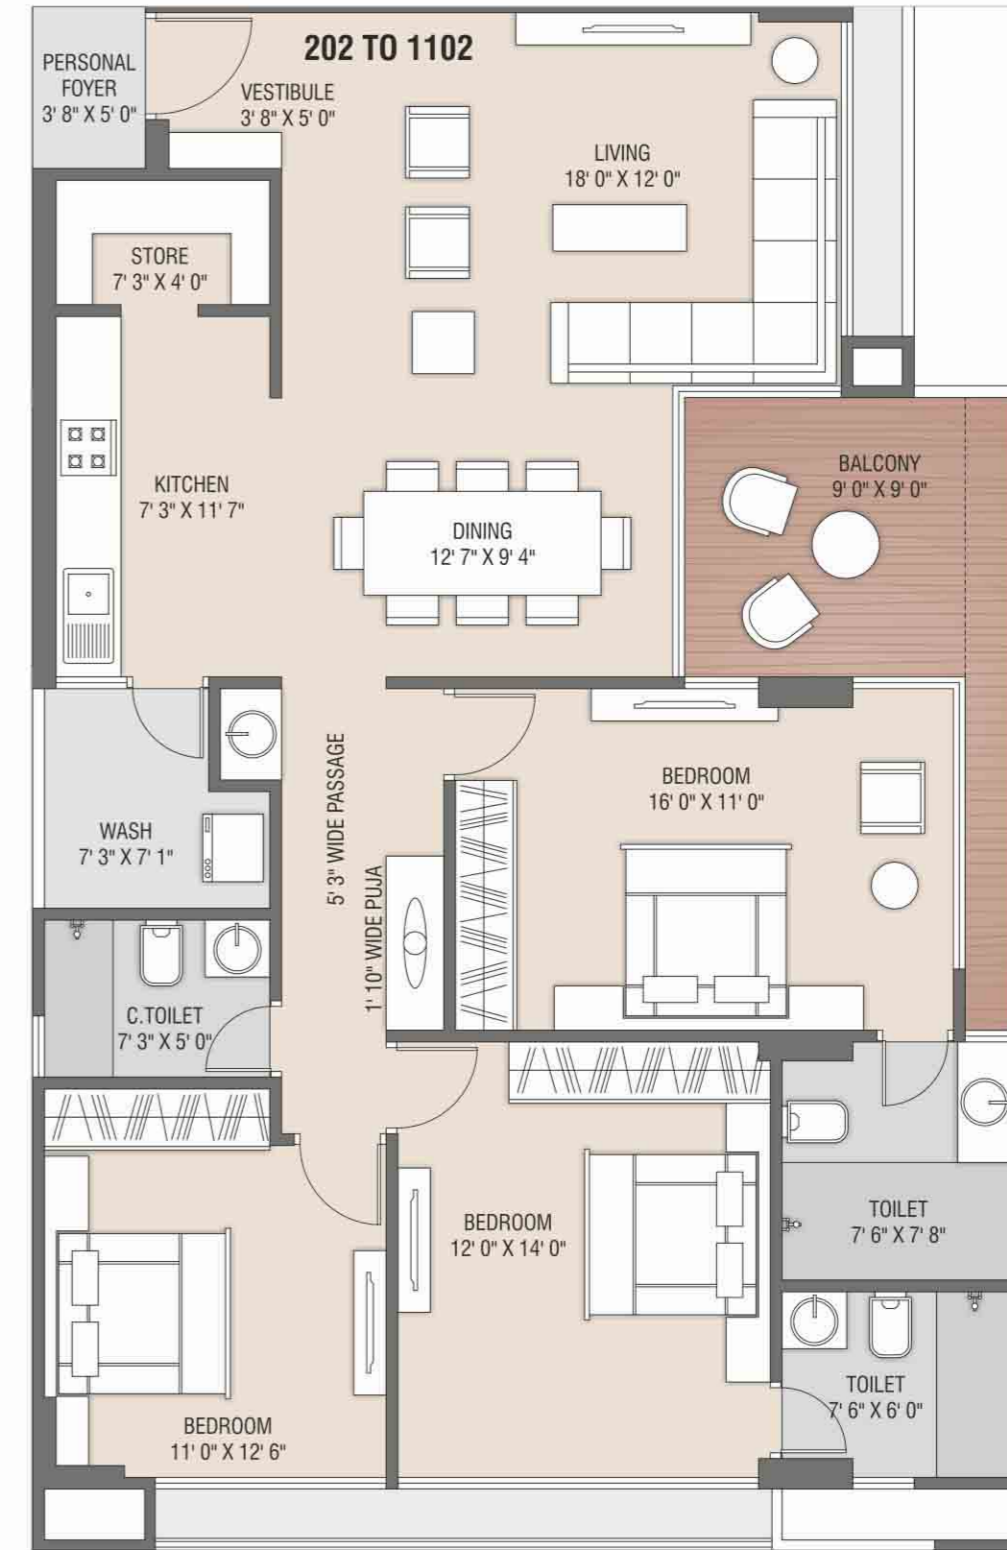 202 TO 1102
PERSONAL
FOYER
3' 8" X 5' 0"
VESTIBULE
3' 8" X 5' 0"
LIVING
18' 0" X 12' 0"
STORE
7' 3" X 4' 0"
KITCHEN
7' 3" X 11' 7"
BALCONY
9' 0" X 9' 0"
DINING
12' 7" X 9' 4"
5' 3" WIDE PASSAGE
BEDROOM
16' 0" X 11' 0"
WASH
7' 3" X 7' 1"
1' 10" WIDE PUJA
C.TOILET
7' 3" X 5' 0"
BEDROOM
12' 0" X 14' 0"
TOILET
7' 6" X 7' 8"
TOILET
7' 6" X 6' 0"
BEDROOM
11' 0" X 12' 6"